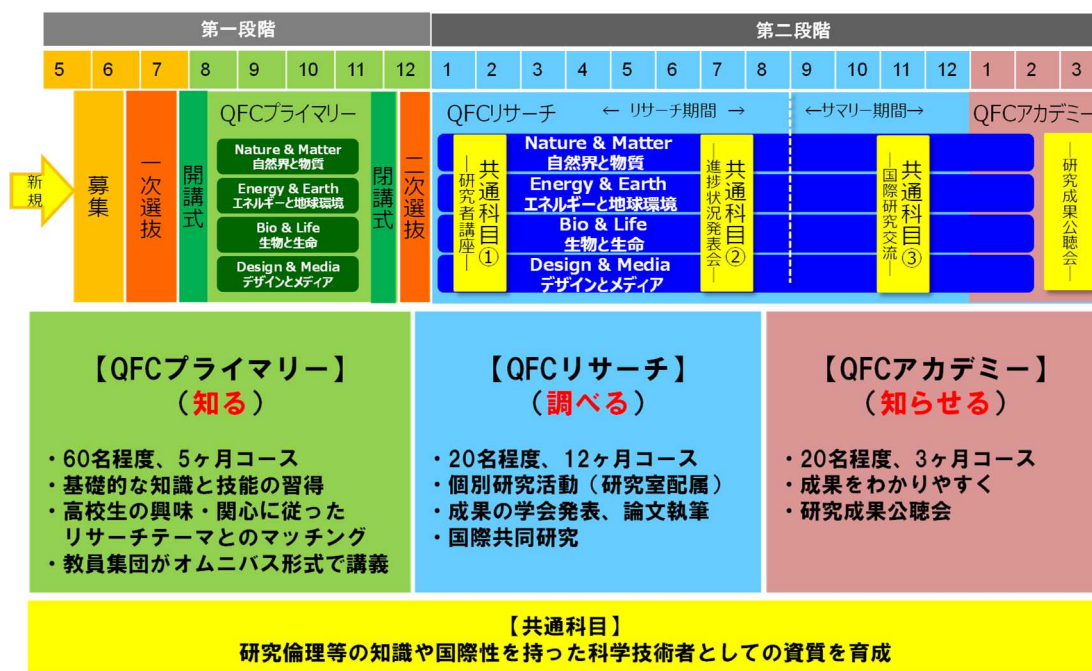 第一段階
第二段階
5 6 7 8 9 10 11 12 1 2 3 4 5 6 7 8 9 10 11 12 1 2 3
新規
募集
一次選抜
開講式
QFCプライマリー
Nature & Matter
自然界と物質
Energy & Earth
エネルギーと地球環境
Bio & Life
生物と生命
Design & Media
デザインとメディア
閉講式
二次選抜
QFCリサーチ
← リサーチ期間 →
←サマリー期間→
QFCアカデミー
共通科目①
―研究者講座―
Nature & Matter
自然界と物質
Energy & Earth
エネルギーと地球環境
Bio & Life
生物と生命
Design & Media
デザインとメディア
共通科目②
―進捗状況発表会―
共通科目③
―国際研究交流―
―研究成果公聴会―
【QFCプライマリー】
（知る）
・60名程度、5ヶ月コース
・基礎的な知識と技能の習得
・高校生の興味・関心に従った
リサーチテーマとのマッチング
・教員集団がオムニバス形式で講義
【QFCリサーチ】
（調べる）
・20名程度、12ヶ月コース
・個別研究活動（研究室配属）
・成果の学会発表、論文執筆
・国際共同研究
【QFCアカデミー】
（知らせる）
・20名程度、3ヶ月コース
・成果をわかりやすく
・研究成果公聴会
【共通科目】
研究倫理等の知識や国際性を持った科学技術者としての資質を育成